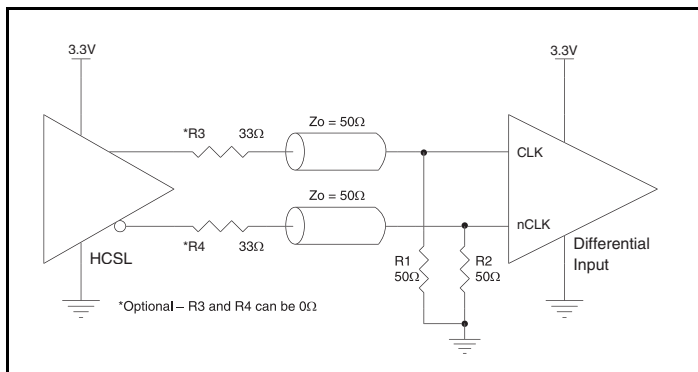 3.3V
3.3V
*R3 33Ω
Zo = 50Ω
CLK
Zo = 50Ω
nCLK
*R4 33Ω
HCSL
R1
50Ω
R2
50Ω
Differential
Input
*Optional – R3 and R4 can be 0Ω